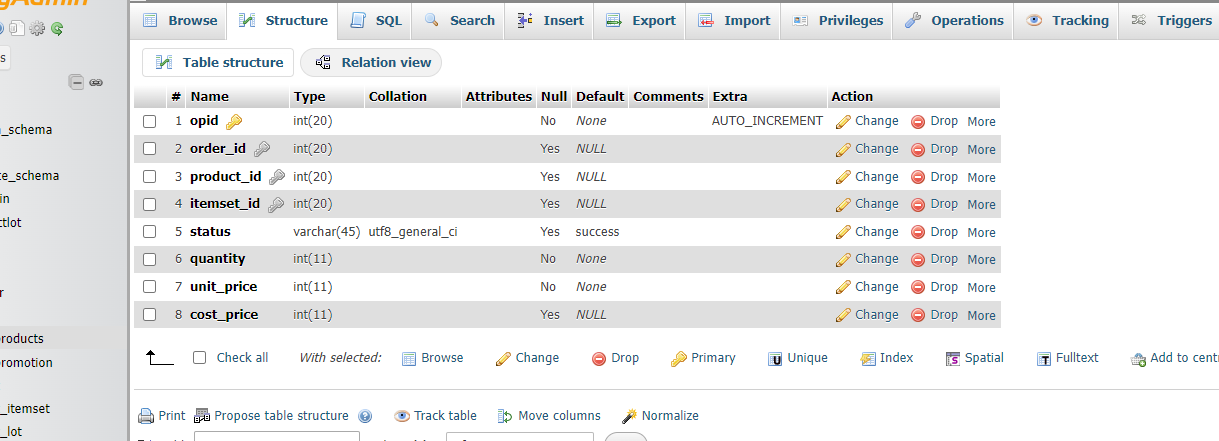 gAdmin
Browse Structure SQL Search Insert Export Import Privileges Operations Tracking Triggers
s
Table structure Relation view
# Name Type Collation Attributes Null Default Comments Extra Action
1 opid int(20) No None AUTO_INCREMENT Change Drop More
_schema
2 order_id int(20) Yes NULL Change Drop More
te_schema
3 product_id int(20) Yes NULL Change Drop More
in
4 itemset_id int(20) Yes NULL Change Drop More
ctlot
5 status varchar(45) utf8_general_ci Yes success Change Drop More
6 quantity int(11) No None Change Drop More
r
7 unit_price int(11) No None Change Drop More
8 cost_price int(11) Yes NULL Change Drop More
roducts
romotion
Check all With selected: Browse Change Drop Primary Unique Index Spatial Fulltext Add to centr
_itemset
Print Propose table structure Track table Move columns Normalize
_lot